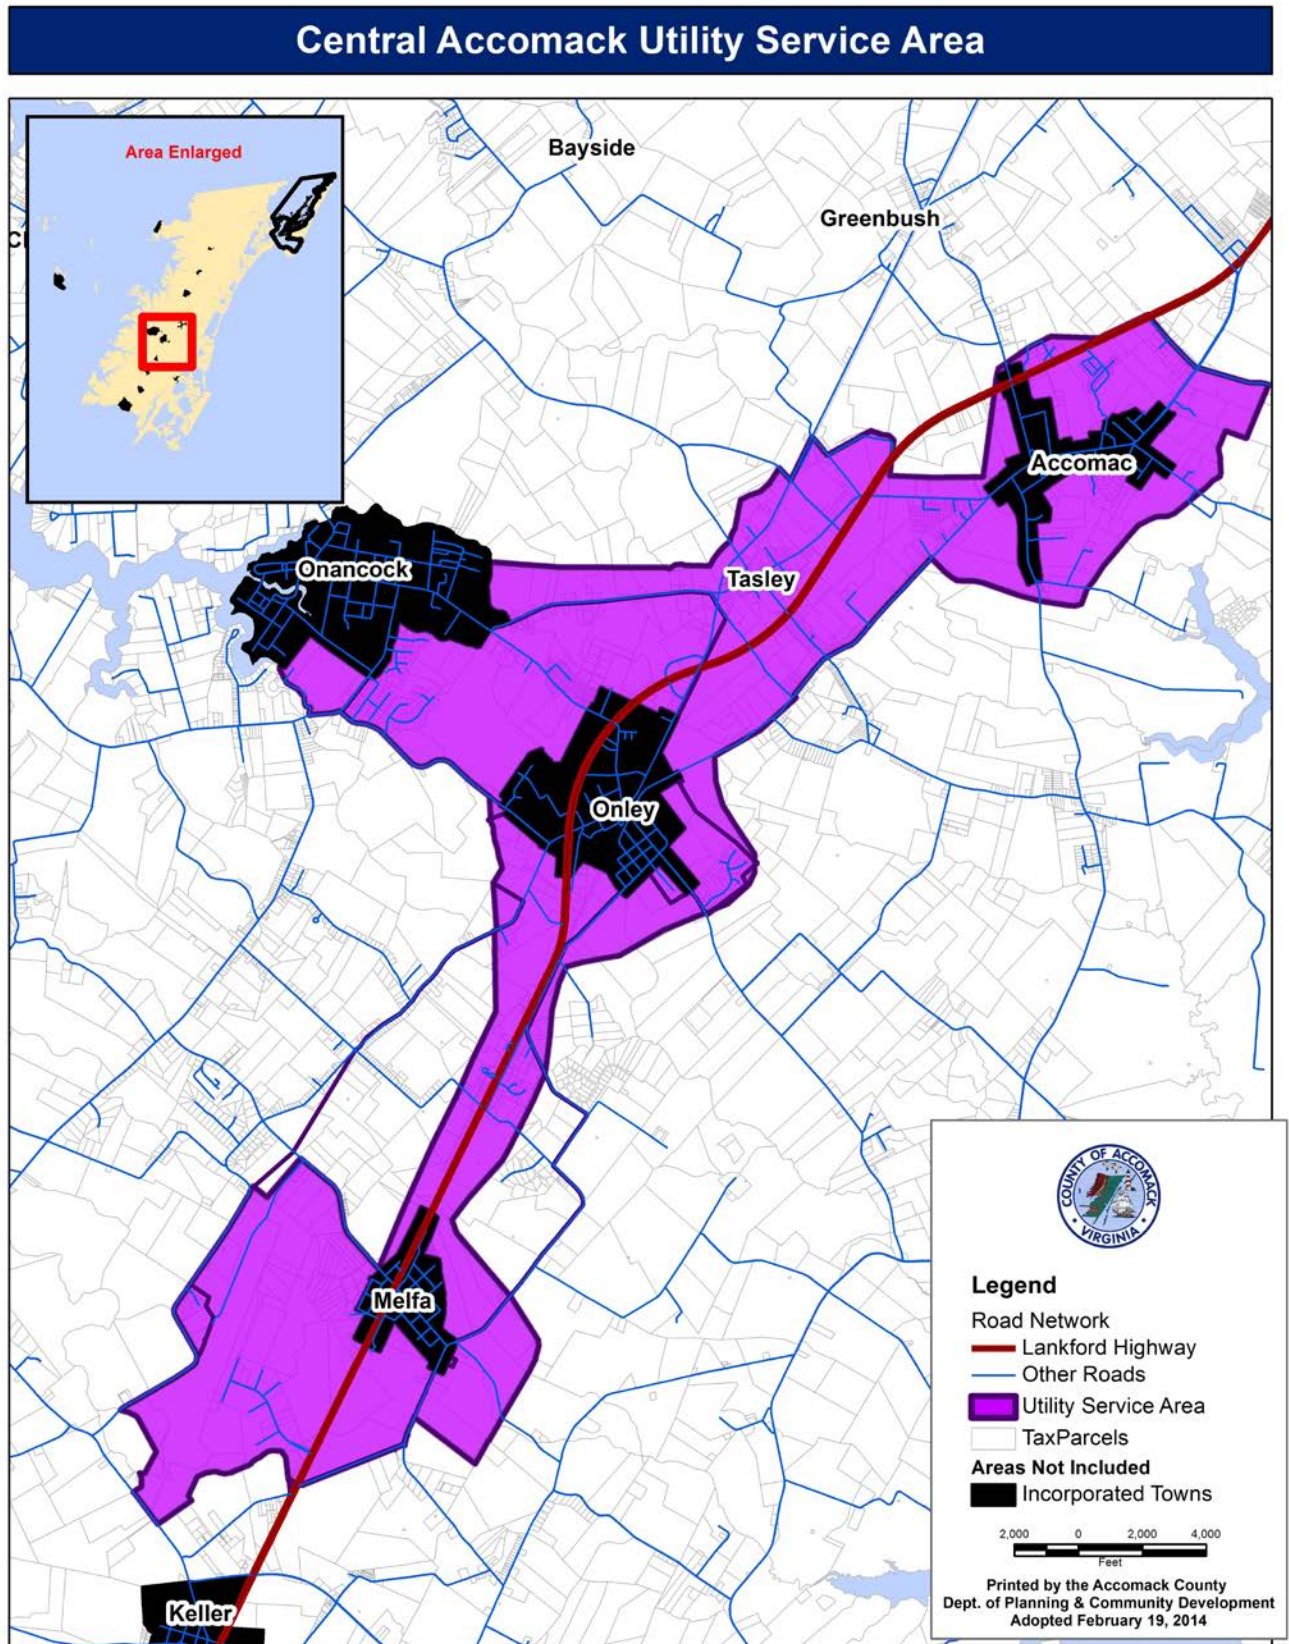 Central Accomack Utility Service Area
Area Enlarged
Bayside
Greenbush
Accomac
Onancock
Tasley
Onley
Melfa
Keller
COUNTY OF ACCOMACK
VIRGINIA
Legend
Road Network
Lankford Highway
Other Roads
Utility Service Area
TaxParcels
Areas Not Included
Incorporated Towns
2,000 0 2,000 4,000
Feet
Printed by the Accomack County
Dept. of Planning & Community Development
Adopted February 19, 2014